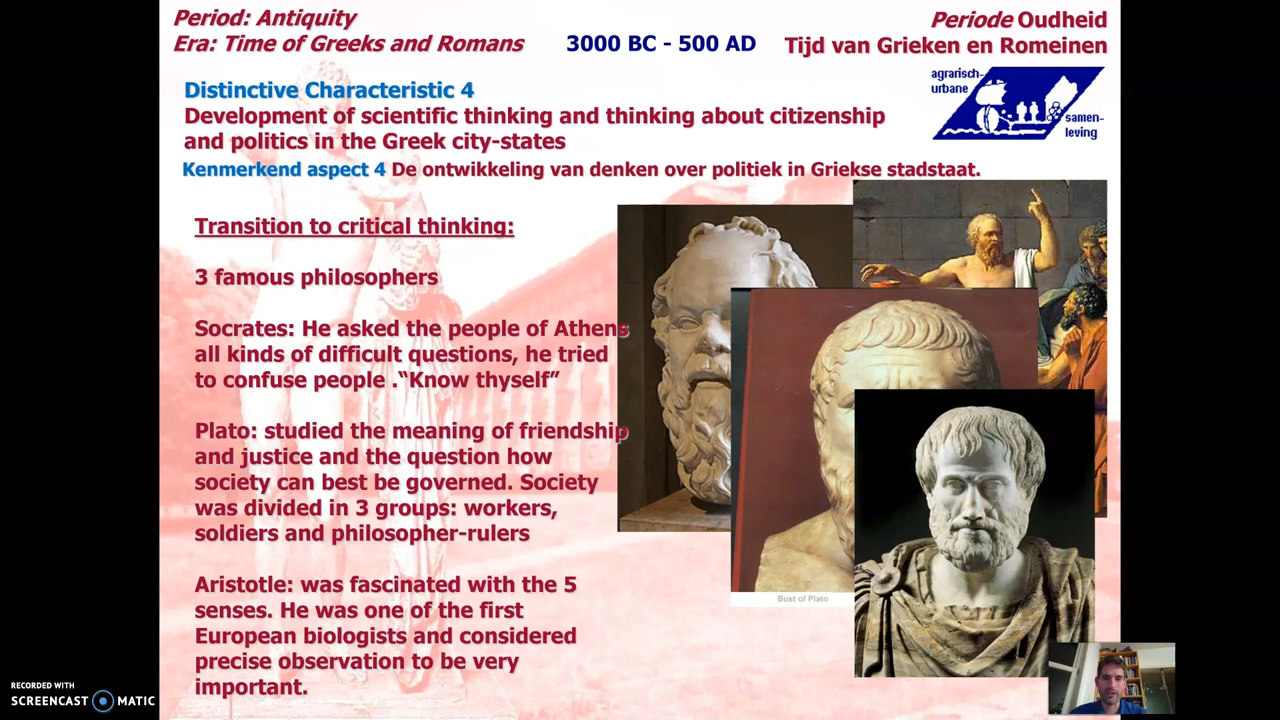 Period: Antiquity
Era: Time of Greeks and Romans
3000 BC - 500 AD
Periode Oudheid
Tijd van Grieken en Romeinen
agrarisch-
urbane
samen-
leving
Distinctive Characteristic 4
Development of scientific thinking and thinking about citizenship
and politics in the Greek city-states
Kenmerkend aspect 4 De ontwikkeling van denken over politiek in Griekse stadstaat.
Transition to critical thinking:
3 famous philosophers
Socrates: He asked the people of Athens
all kinds of difficult questions, he tried
to confuse people .“Know thyself”
Plato: studied the meaning of friendship
and justice and the question how
society can best be governed. Society
was divided in 3 groups: workers,
soldiers and philosopher-rulers
Aristotle: was fascinated with the 5
senses. He was one of the first
European biologists and considered
precise observation to be very
important.
Bust of Plato
RECORDED WITH
SCREENCAST MATIC